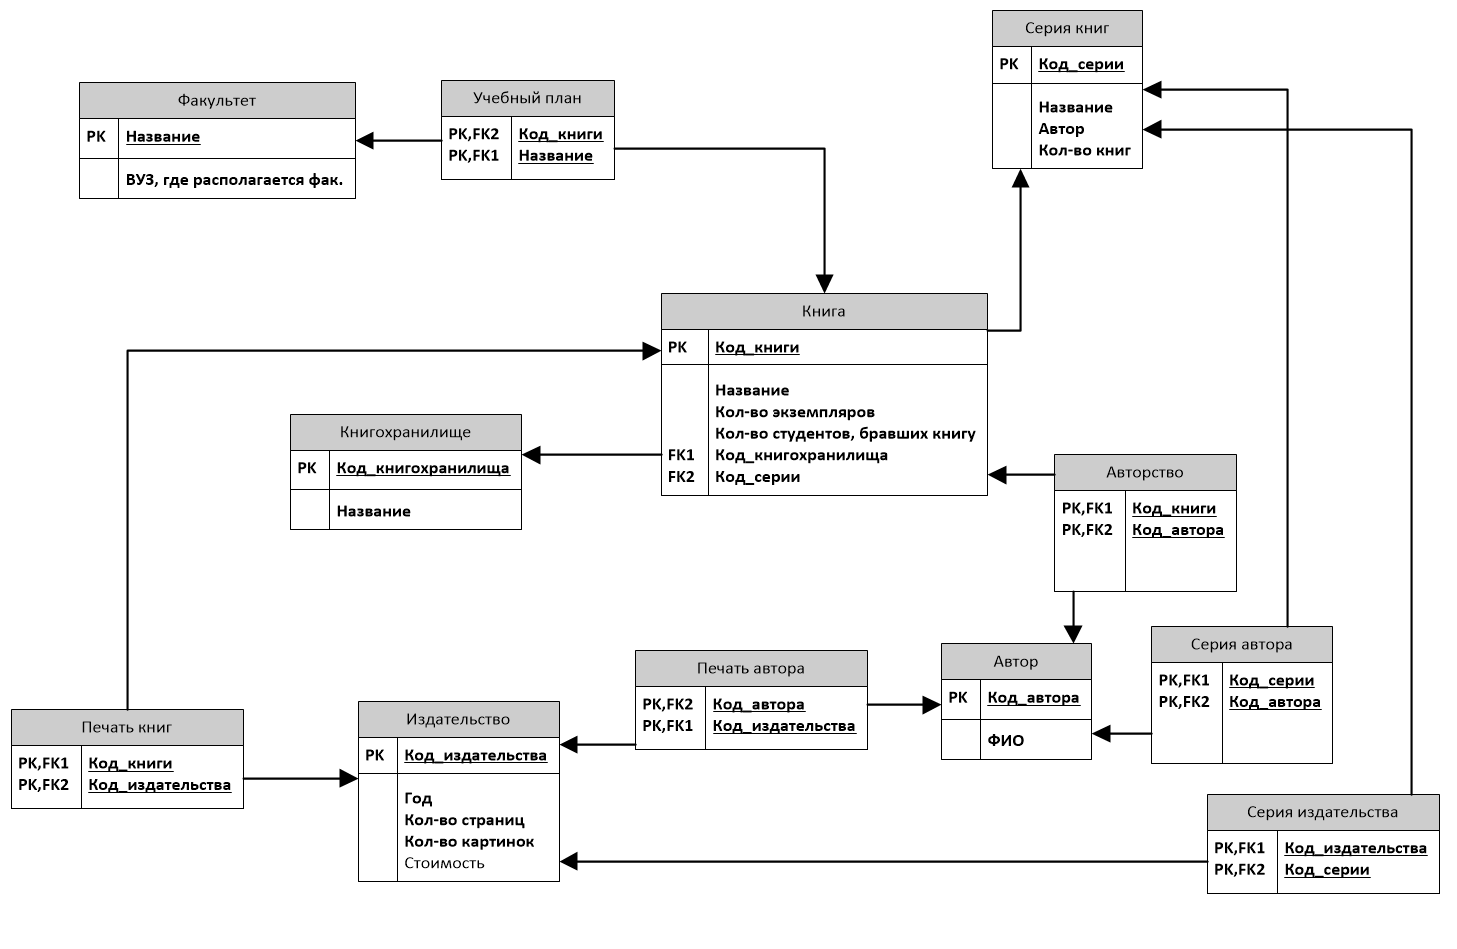 Серия книг
PK Код_серии
Название
Автор
Кол-во книг
Факультет
PK Название
ВУЗ, где располагается фак.
Учебный план
PK,FK2 Код_книги
PK,FK1 Название
Книга
PK Код_книги
Название
Кол-во экземпляров
Кол-во студентов, бравших книгу
FK1 Код_книгохранилища
FK2 Код_серии
Книгохранилище
PK Код_книгохранилища
Название
Авторство
PK,FK1 Код_книги
PK,FK2 Код_автора
Серия автора
PK,FK1 Код_серии
PK,FK2 Код_автора
Автор
PK Код_автора
ФИО
Печать автора
PK,FK2 Код_автора
PK,FK1 Код_издательства
Издательство
PK Код_издательства
Год
Кол-во страниц
Кол-во картинок
Стоимость
Печать книг
PK,FK1 Код_книги
PK,FK2 Код_издательства
Серия издательства
PK,FK1 Код_издательства
PK,FK2 Код_серии